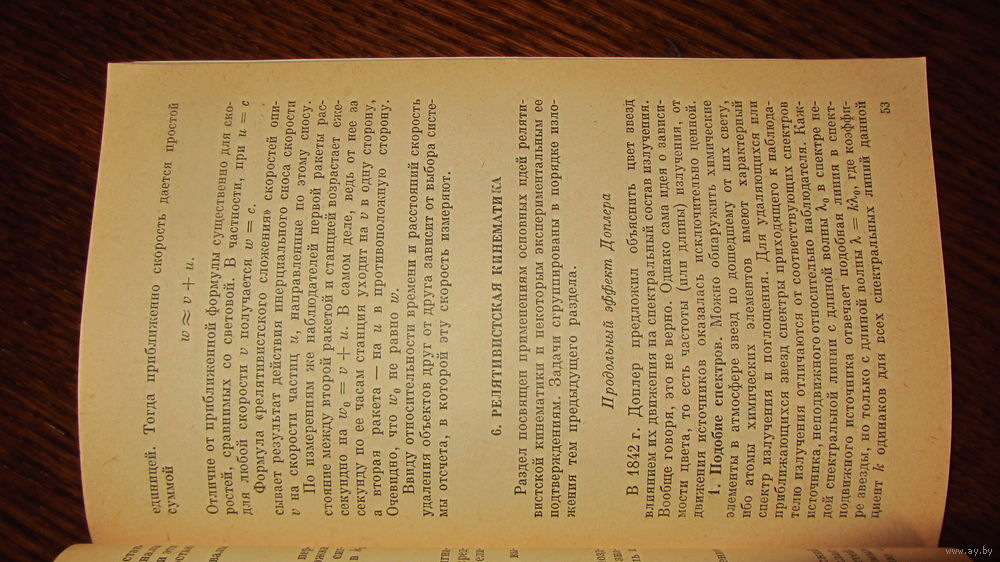 единицей. Тогда приближенно скорость дается простой
суммой
w ≈ v + u.
Отличие от приближенной формулы существенно для ско-
ростей, сравнимых со световой. В частности, при u = c
для любой скорости v получается w = c.
Формула «релятивистского сложения» скоростей опи-
сывает результат действия инерциального сноса скорости
v на скорости частиц u, направленные по этому сносу.
По измерениям же наблюдателей первой ракеты рас-
стояние между второй ракетой и станцией возрастает еже-
секундно на w₀ = v + u. В самом деле, ведь от нее за
секунду по ее часам станция уходит на v в одну сторону,
а вторая ракета — на u в противоположную сторону.
Очевидно, что w₀ не равно w.
Ввиду относительности времени и расстояний скорость
удаления объектов друг от друга зависит от выбора систе-
мы отсчета, в которой эту скорость измеряют.
6. РЕЛЯТИВИСТСКАЯ КИНЕМАТИКА
Раздел посвящен применениям основных идей реляти-
вистской кинематики и некоторым экспериментальным ее
подтверждениям. Задачи сгруппированы в порядке изло-
жения тем предыдущего раздела.
Продольный эффект Доплера
В 1842 г. Доплер предложил объяснить цвет звезд
влиянием их движения на спектральный состав излучения.
Вообще говоря, это не верно. Однако сама идея о зависи-
мости цвета, то есть частоты (или длины) излучения, от
движения источников оказалась исключительно ценной.
1. Подобие спектров. Можно обнаружить химические
элементы в атмосфере звезд по дошедшему от них свету,
ибо атомы химических элементов имеют характерный
спектр излучения и поглощения. Для удаляющихся или
приближающихся звезд спектры приходящего к наблюда-
телю излучения отличаются от соответствующих спектров
источника, неподвижного относительно наблюдателя. Каж-
дой спектральной линии с длиной волны λ₀ в спектре не-
подвижного источника отвечает подобная линия в спект-
ре звезды, но только с длиной волны λ = kλ₀, где коэффи-
циент k одинаков для всех спектральных линий данной
53
www.ay.by